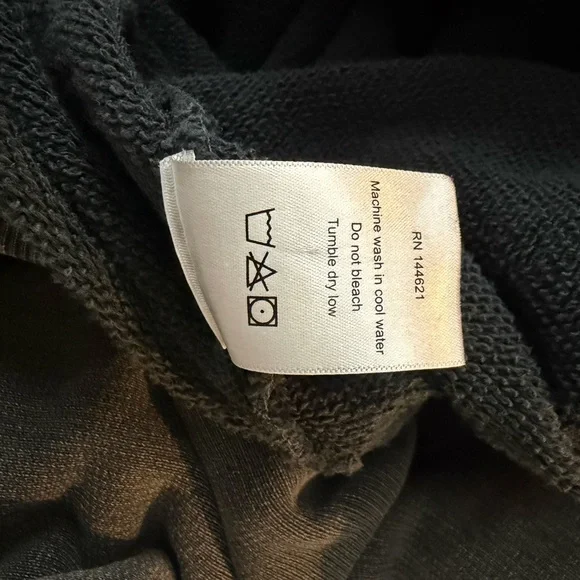 RN 144621
Machine wash in cool water
Do not bleach
Tumble dry low